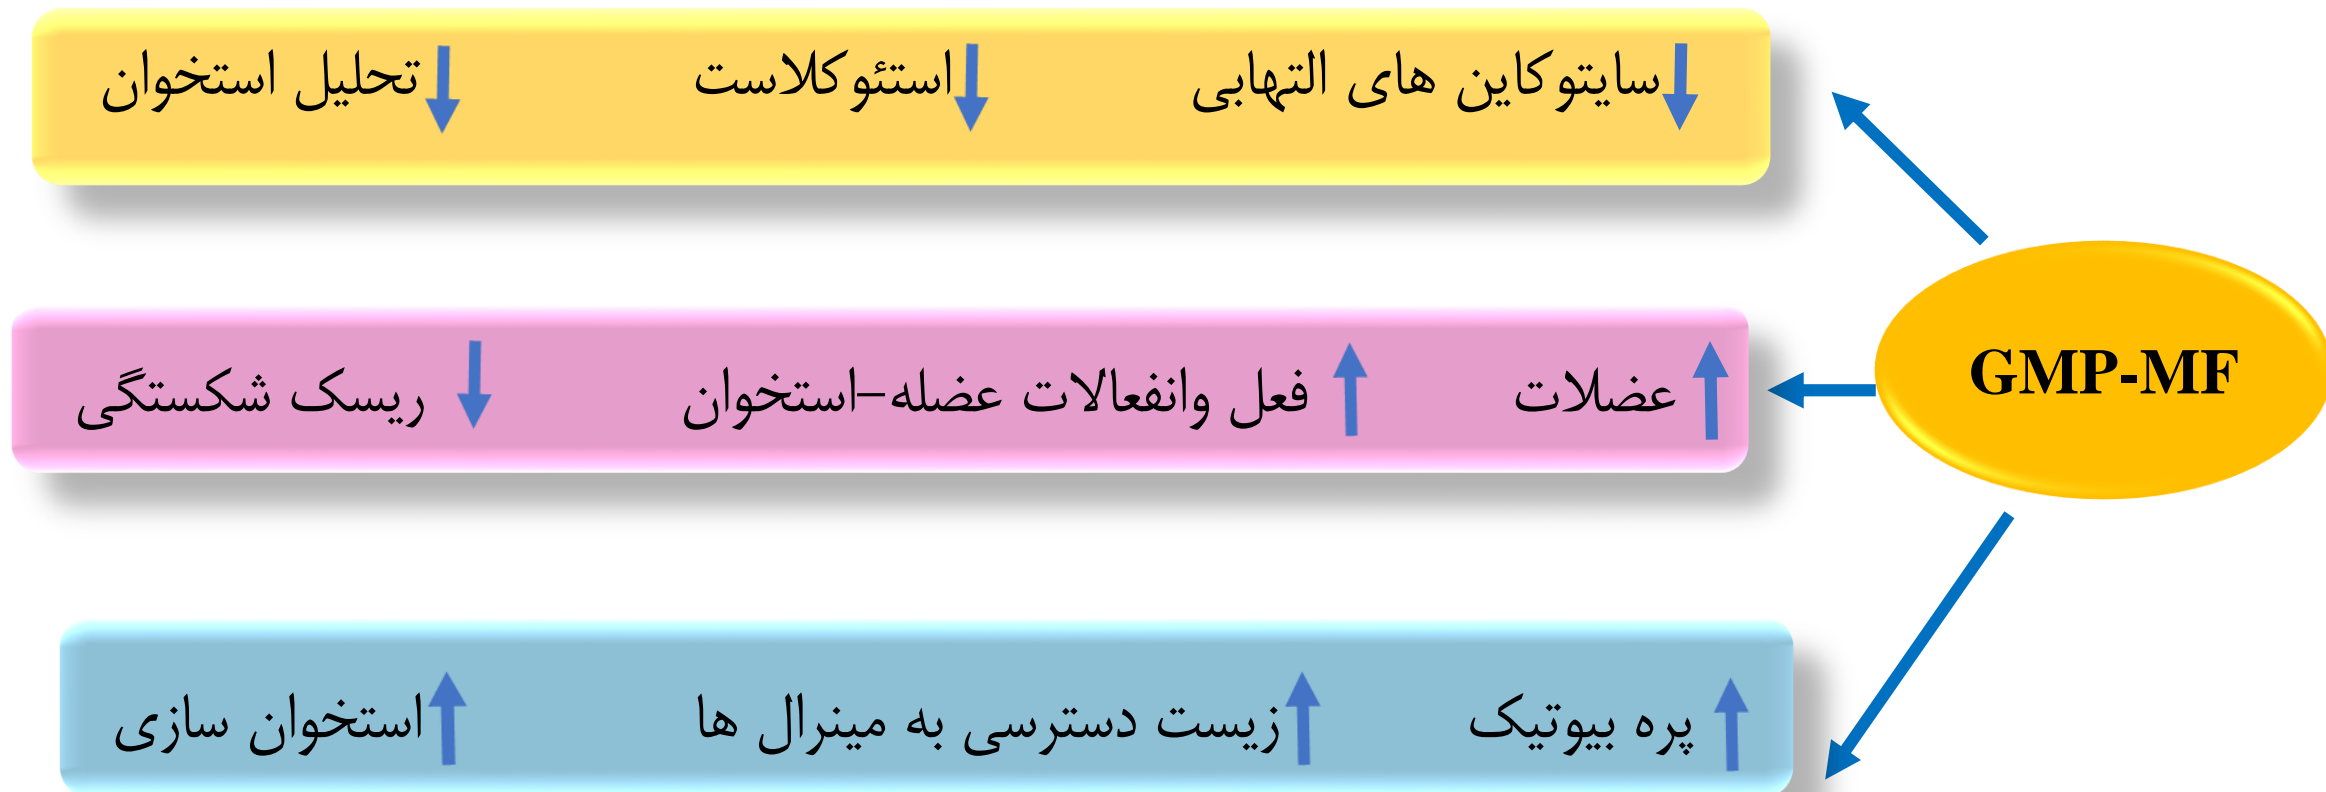 سایتوکاین های التهابی استئوکلاست تحلیل استخوان
GMP-MF
عضلات فعل وانفعالات عضله-استخوان ریسک شکستگی
پره بیوتیک زیست دسترسی به مینرال ها استخوان سازی